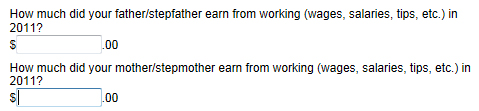 How much did your father/stepfather earn from working (wages, salaries, tips, etc.) in
2011?
$ .00
How much did your mother/stepmother earn from working (wages, salaries, tips, etc.) in
2011?
$ .00